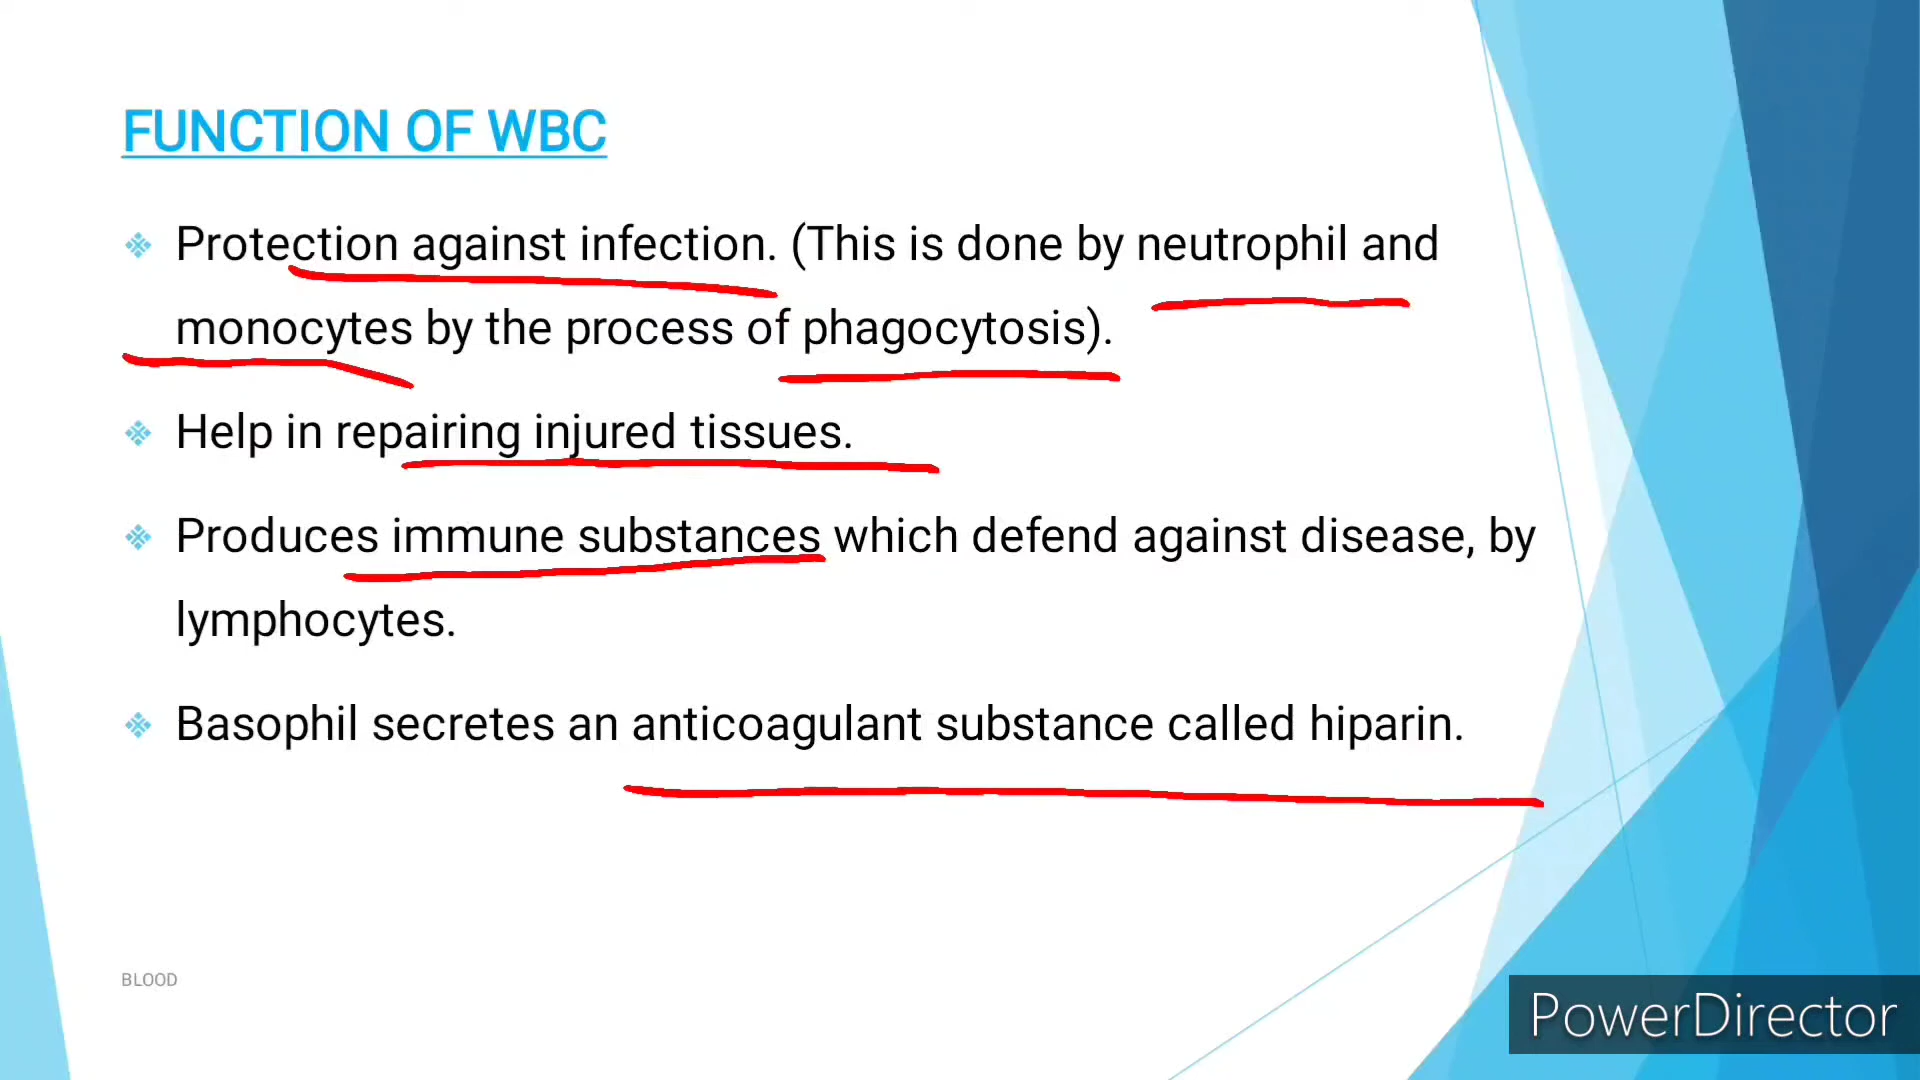 FUNCTION OF WBC
Protection against infection. (This is done by neutrophil and
monocytes by the process of phagocytosis).
Help in repairing injured tissues.
Produces immune substances which defend against disease, by
lymphocytes.
Basophil secretes an anticoagulant substance called hiparin.
BLOOD
PowerDirector